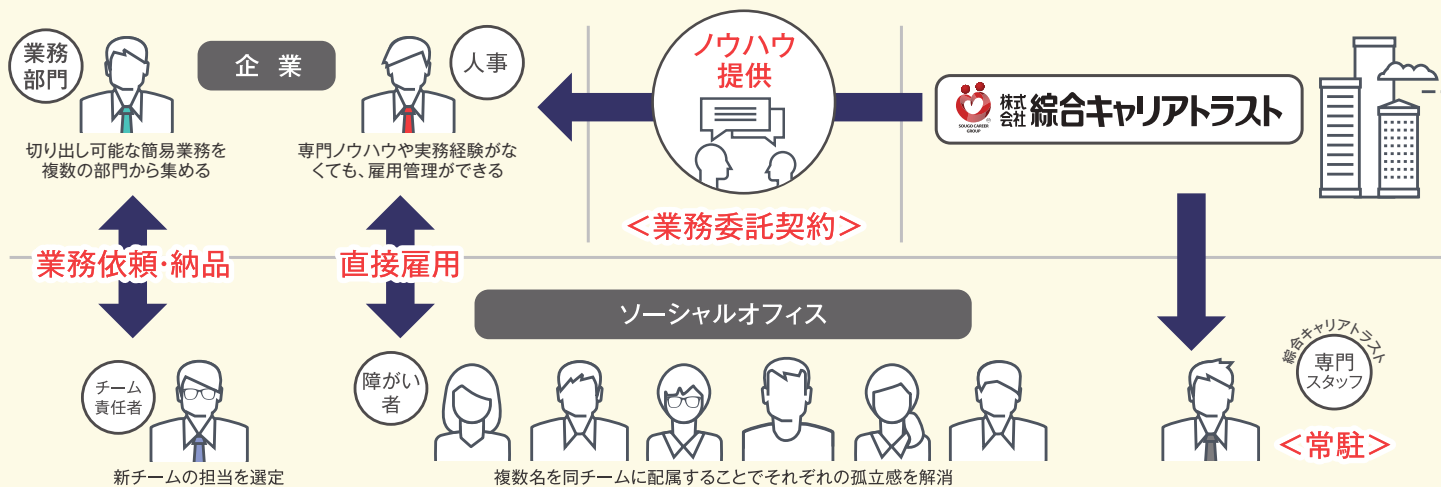 業務
部門
企業
人事
切り出し可能な簡易業務を
複数の部門から集める
専門ノウハウや実務経験がな
くても、雇用管理ができる
ノウハウ
提供
＜業務委託契約＞
SOUGO CAREER
GROUP
株式
会社
綜合キャリアトラスト
業務依頼・納品
直接雇用
ソーシャルオフィス
チーム
責任者
新チームの担当を選定
障がい
者
複数名を同チームに配属することでそれぞれの孤立感を解消
綜合キャリアトラスト
専門
スタッフ
＜常駐＞